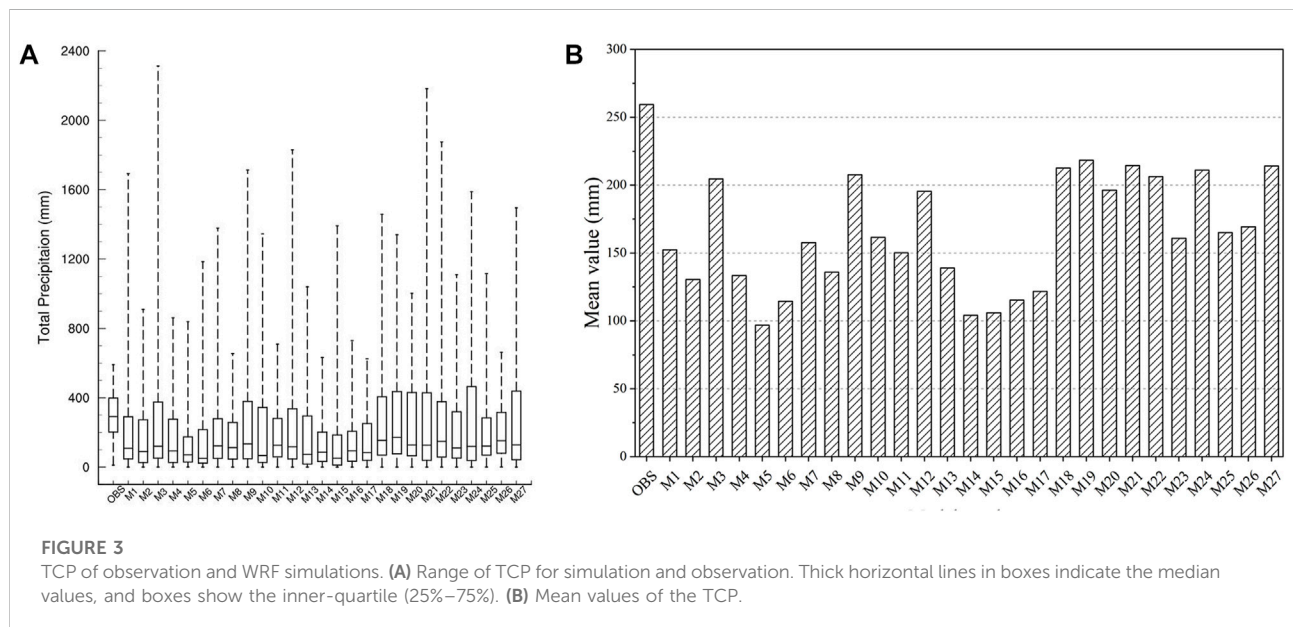 A
B
2400
2000
1600
1200
800
400
0
Total Precipitaion (mm)
OBS M1 M2 M3 M4 M5 M6 M7 M8 M9 M10 M11 M12 M13 M14 M15 M16 M17 M18 M19 M20 M21 M22 M23 M24 M25 M26 M27
300
250
200
150
100
50
0
Mean value (mm)
OBS M1 M2 M3 M4 M5 M6 M7 M8 M9 M10 M11 M12 M13 M14 M15 M16 M17 M18 M19 M20 M21 M22 M23 M24 M25 M26 M27
FIGURE 3
TCP of observation and WRF simulations. (A) Range of TCP for simulation and observation. Thick horizontal lines in boxes indicate the median
values, and boxes show the inner-quartile (25%–75%). (B) Mean values of the TCP.